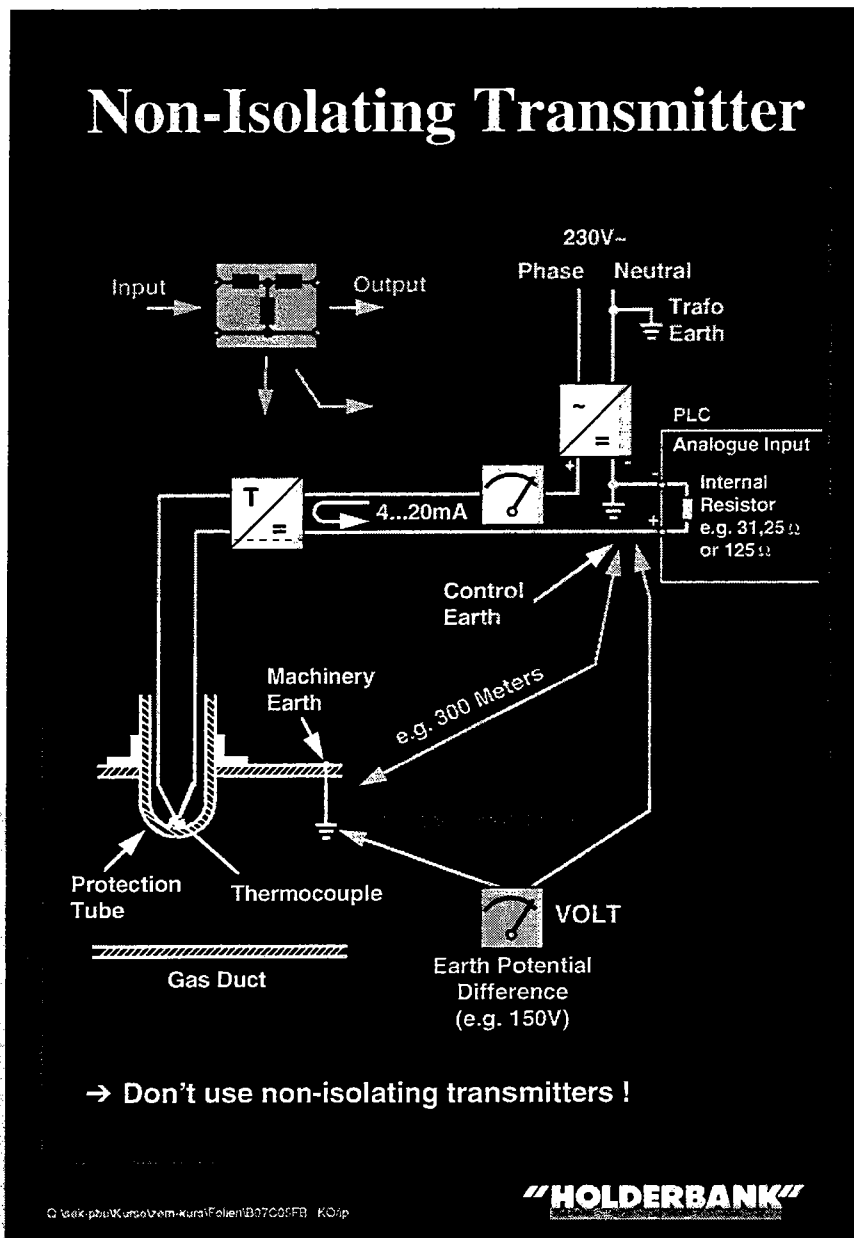 Non-Isolating Transmitter
230V~
Phase Neutral
Input
Output
Trafo
Earth
~
=
+ -
PLC
Analogue Input
-
Internal
Resistor
e.g. 31,25 Ω
or 125 Ω
+
T
=
4...20mA
Control
Earth
Machinery
Earth
e.g. 300 Meters
Protection
Tube
Thermocouple
VOLT
Gas Duct
Earth Potential
Difference
(e.g. 150V)
→ Don't use non-isolating transmitters !
"HOLDERBANK"